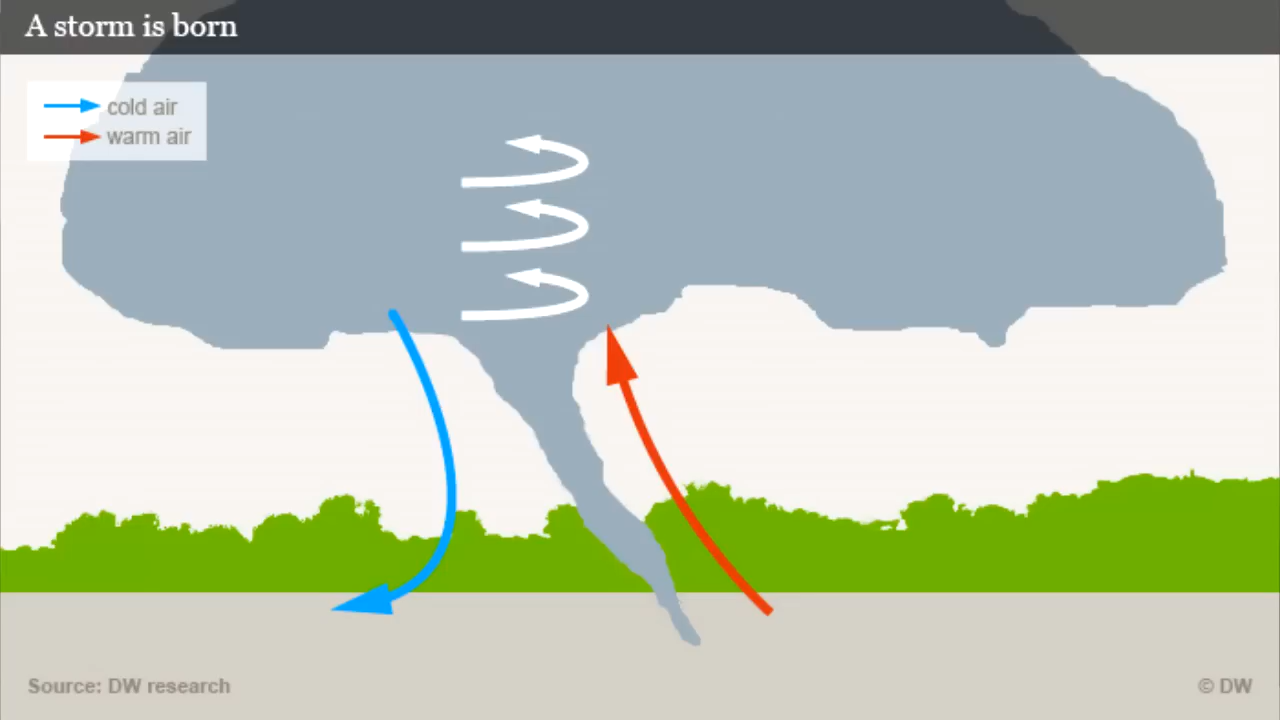 A storm is born
cold air
warm air
Source: DW research
© DW